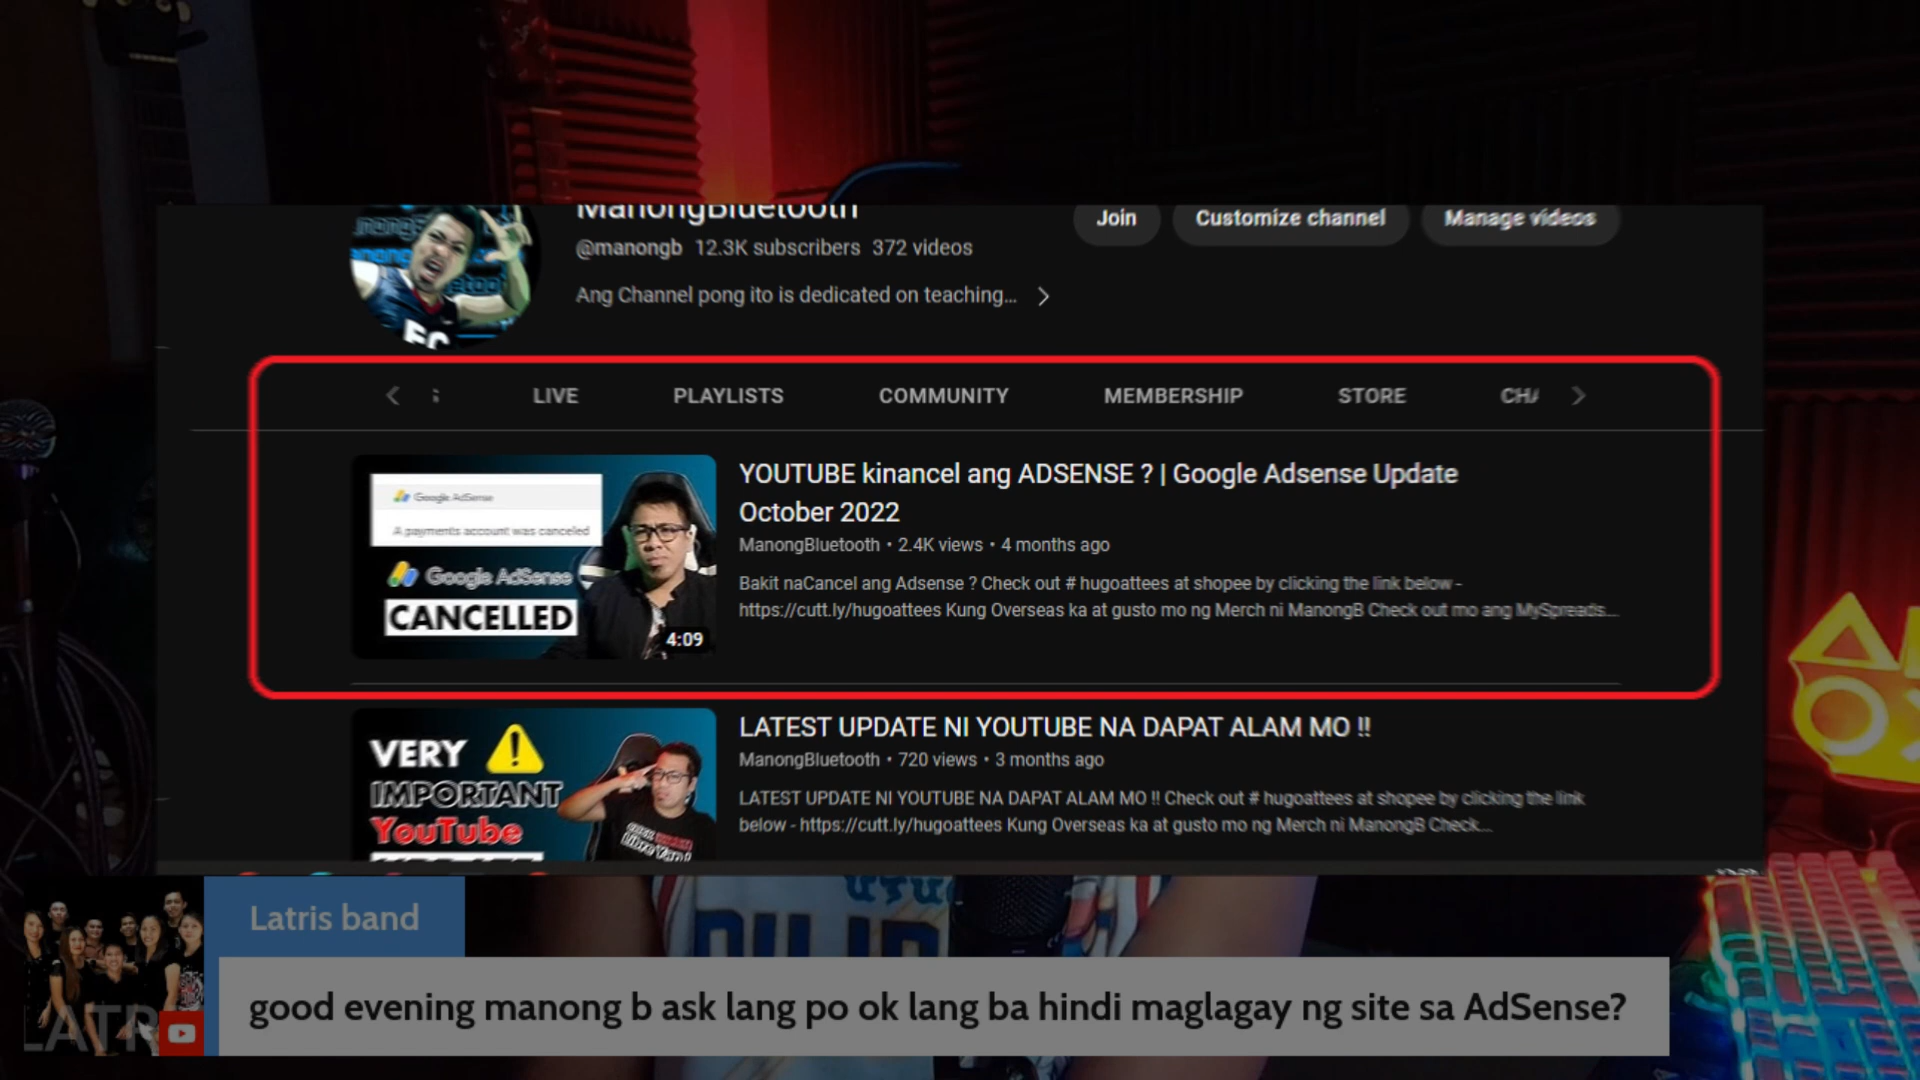 ManongBluetooth
@manongb 12.3K subscribers 372 videos
Join
Customize channel
Manage videos
Ang Channel pong ito is dedicated on teaching...
LIVE
PLAYLISTS
COMMUNITY
MEMBERSHIP
STORE
Google AdSense
A payments account was canceled
Google AdSense
CANCELLED
4:09
YOUTUBE kinancel ang ADSENSE ? | Google Adsense Update
October 2022
ManongBluetooth • 2.4K views • 4 months ago
Bakit naCancel ang Adsense ? Check out # hugoattees at shopee by clicking the link below -
https://cutt.ly/hugoattees Kung Overseas ka at gusto mo ng Merch ni ManongB Check out mo ang MySpreads...
VERY
IMPORTANT
YouTube
LATEST UPDATE NI YOUTUBE NA DAPAT ALAM MO !!
ManongBluetooth • 720 views • 3 months ago
LATEST UPDATE NI YOUTUBE NA DAPAT ALAM MO !! Check out # hugoattees at shopee by clicking the link
below - https://cutt.ly/hugoattees Kung Overseas ka at gusto mo ng Merch ni ManongB Check...
Latris band
good evening manong b ask lang po ok lang ba hindi maglagay ng site sa AdSense?